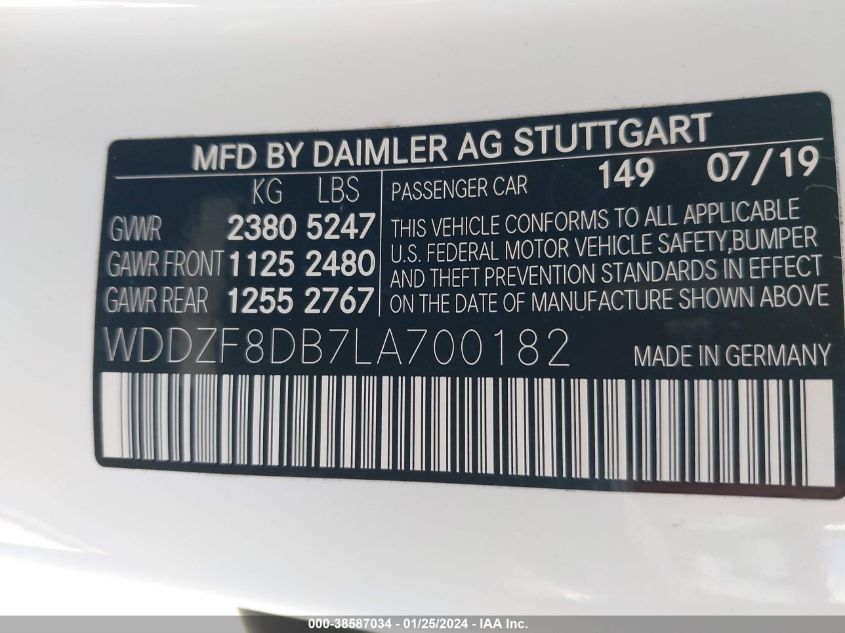 MFD BY DAIMLER AG STUTTGART
KG LBS
GVWR 2380 5247
GAWR FRONT 1125 2480
GAWR REAR 1255 2767
PASSENGER CAR 149 07/19
THIS VEHICLE CONFORMS TO ALL APPLICABLE
U.S. FEDERAL MOTOR VEHICLE SAFETY,BUMPER
AND THEFT PREVENTION STANDARDS IN EFFECT
ON THE DATE OF MANUFACTURE SHOWN ABOVE
WDDZF8DB7LA700182 MADE IN GERMANY
000-38587034 - 01/25/2024 - IAA Inc.